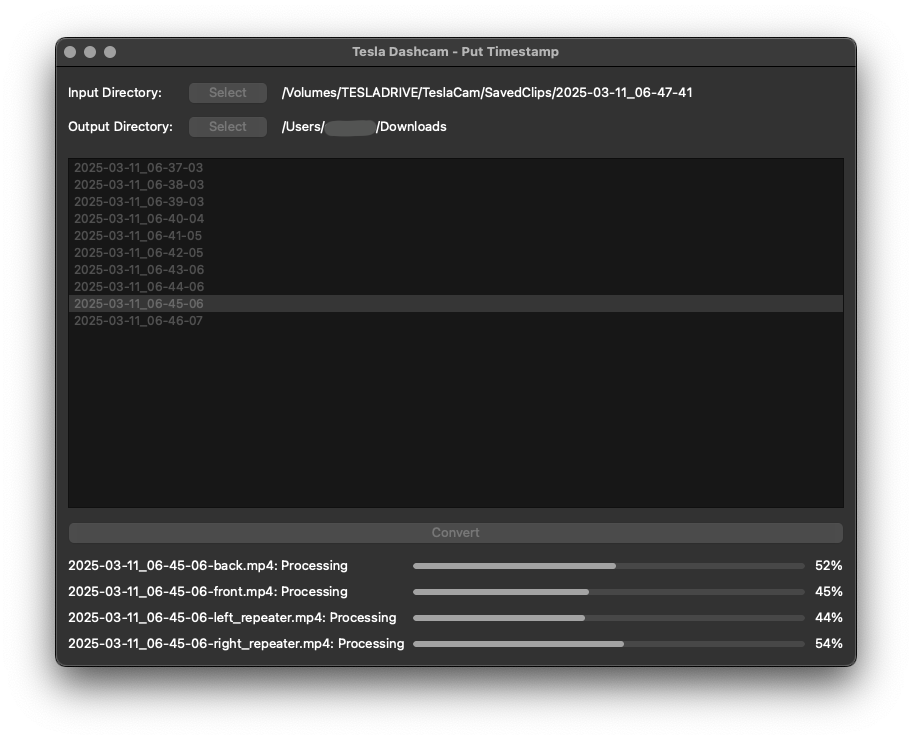 Tesla Dashcam - Put Timestamp
Input Directory: Select /Volumes/TESLADRIVE/TeslaCam/SavedClips/2025-03-11_06-47-41
Output Directory: Select /Users/ /Downloads
2025-03-11_06-37-03
2025-03-11_06-38-03
2025-03-11_06-39-03
2025-03-11_06-40-04
2025-03-11_06-41-05
2025-03-11_06-42-05
2025-03-11_06-43-06
2025-03-11_06-44-06
2025-03-11_06-45-06
2025-03-11_06-46-07
Convert
2025-03-11_06-45-06-back.mp4: Processing 52%
2025-03-11_06-45-06-front.mp4: Processing 45%
2025-03-11_06-45-06-left_repeater.mp4: Processing 44%
2025-03-11_06-45-06-right_repeater.mp4: Processing 54%